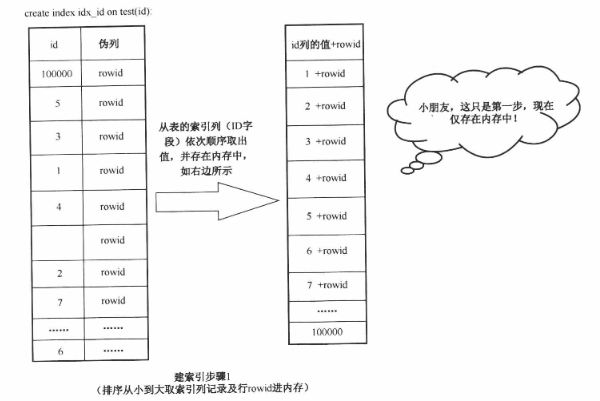 create index idx_id on test(id):
id 伪列
100000 rowid
5 rowid
3 rowid
1 rowid
4 rowid
rowid
2 rowid
7 rowid
...... ......
6 rowid
从表的索引列（ID字
段）依次顺序取出
值，并存在内存中，
如右边所示
id列的值+rowid
1 +rowid
2 +rowid
3 +rowid
4 +rowid
5 +rowid
6 +rowid
7 +rowid
......
100000
小朋友，这只是第一步，现在
仅存在内存中！
建索引步骤1
（排序从小到大取索引列记录及行rowid进内存）